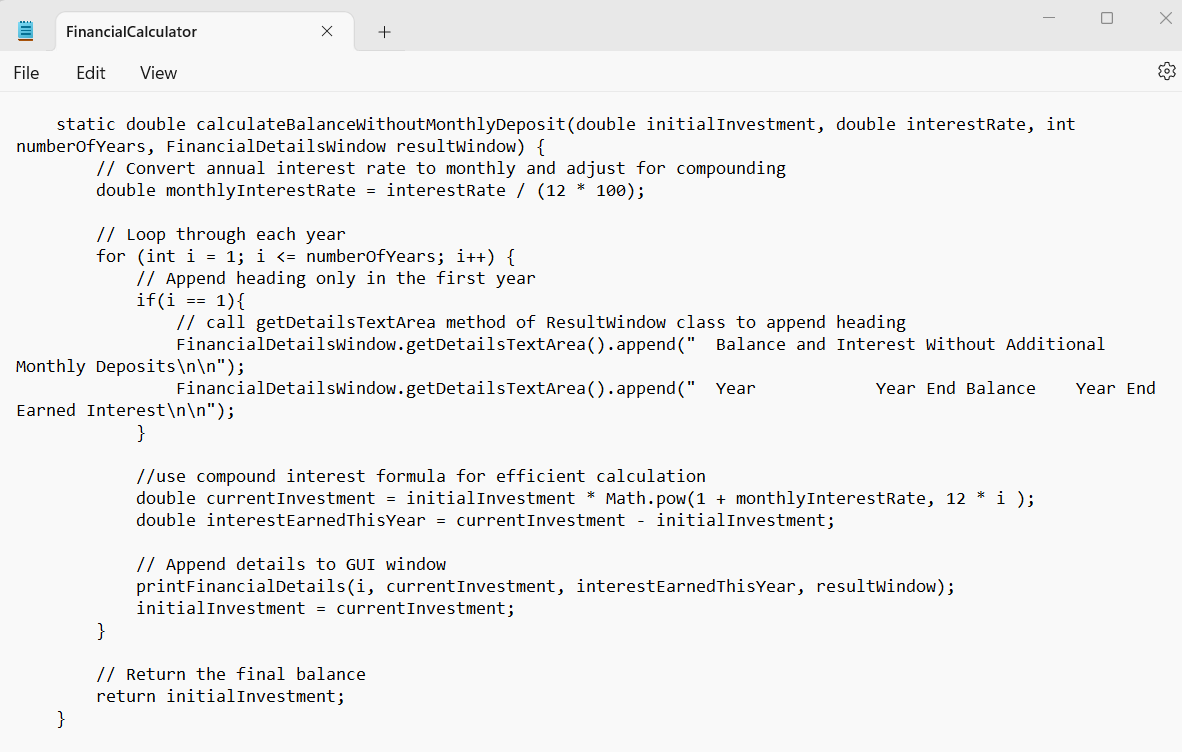 FinancialCalculator
File Edit View
static double calculateBalanceWithoutMonthlyDeposit(double initialInvestment, double interestRate, int
numberOfYears, FinancialDetailsWindow resultWindow) {
// Convert annual interest rate to monthly and adjust for compounding
double monthlyInterestRate = interestRate / (12 * 100);
// Loop through each year
for (int i = 1; i <= numberOfYears; i++) {
// Append heading only in the first year
if(i == 1){
// call getDetailsTextArea method of ResultWindow class to append heading
FinancialDetailsWindow.getDetailsTextArea().append("  Balance and Interest Without Additional
Monthly Deposits\n\n");
FinancialDetailsWindow.getDetailsTextArea().append("  Year            Year End Balance    Year End
Earned Interest\n\n");
}
//use compound interest formula for efficient calculation
double currentInvestment = initialInvestment * Math.pow(1 + monthlyInterestRate, 12 * i );
double interestEarnedThisYear = currentInvestment - initialInvestment;
// Append details to GUI window
printFinancialDetails(i, currentInvestment, interestEarnedThisYear, resultWindow);
initialInvestment = currentInvestment;
}
// Return the final balance
return initialInvestment;
}